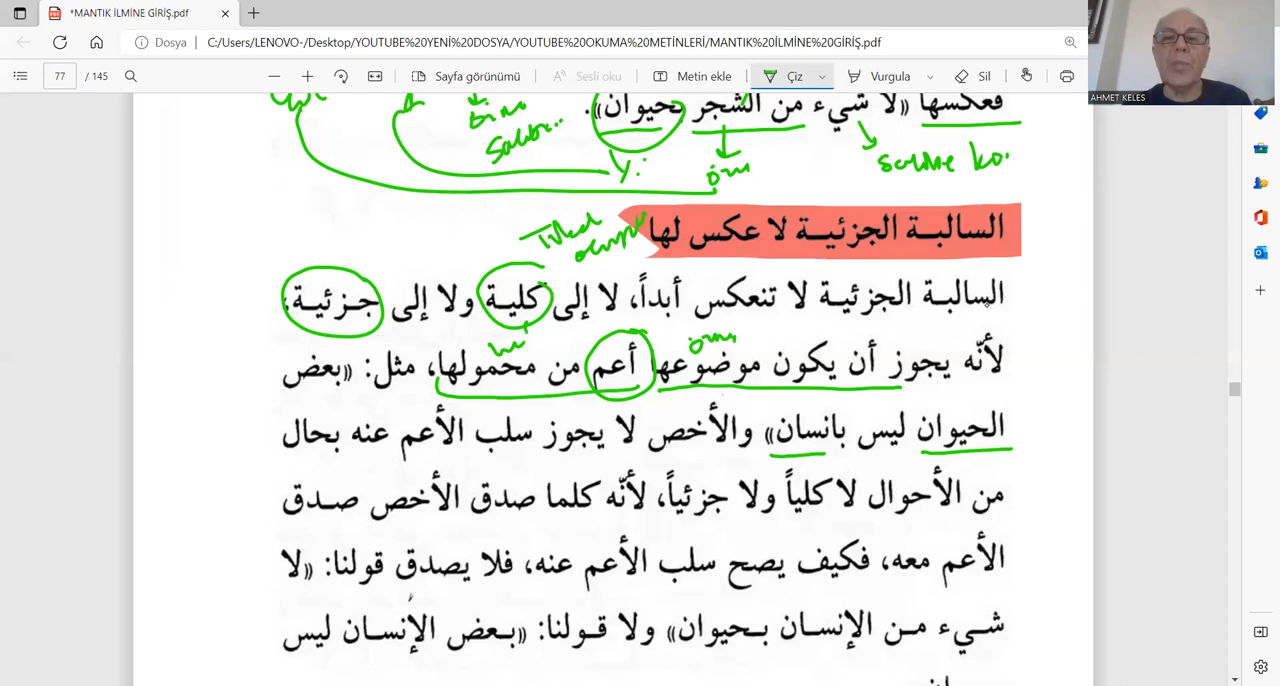 *MANTIK İLMİNE GİRİŞ.pdf
Dosya C:/Users/LENOVO-/Desktop/YOUTUBE%20YENİ%20DOSYA/YOUTUBE%20OKUMA%20METİNLERİ/MANTIK%20İLMİNE%20GİRİŞ.pdf
77 / 145 Sayfa görünümü Sesli oku Metin ekle Çiz Vurgula Sil
AHMET KELES
فعكسها «لا شيء من الشجر بحيوان».
السالبة الجزئية لا عكس لها
السالبة الجزئية لا تنعكس أبداً، لا إلى كلية ولا إلى جزئية،
لأنّه يجوز أن يكون موضوعها أعم من محمولها، مثل: «بعض
الحيوان ليس بانسان» والأخص لا يجوز سلب الأعم عنه بحال
من الأحوال لا كلياً ولا جزئياً، لأنّه كلما صدق الأخص صدق
الأعم معه، فكيف يصح سلب الأعم عنه، فلا يصدق قولنا: «لا
شيء من الإنسان بحيوان» ولا قولنا: «بعض الإنسان ليس